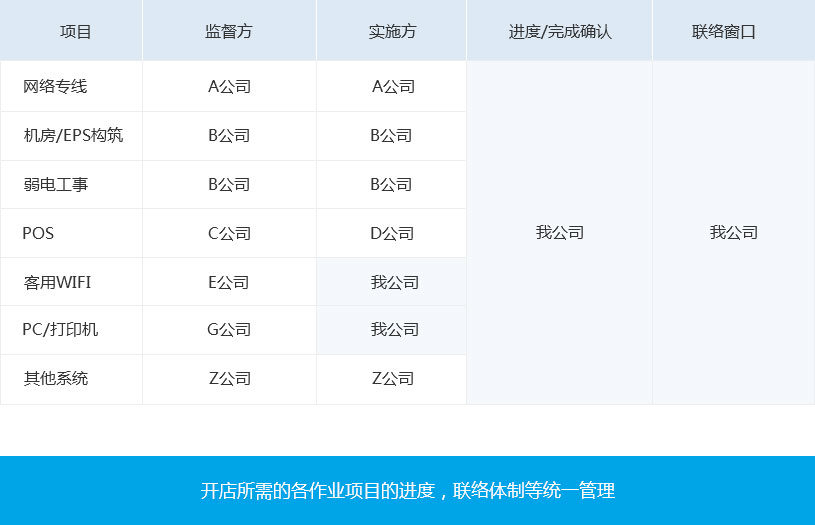 项目 监督方 实施方 进度/完成确认 联络窗口
网络专线 A公司 A公司
机房/EPS构筑 B公司 B公司
弱电工事 B公司 B公司
POS C公司 D公司 我公司 我公司
客用WIFI E公司 我公司
PC/打印机 G公司 我公司
其他系统 Z公司 Z公司
开店所需的各作业项目的进度，联络体制等统一管理